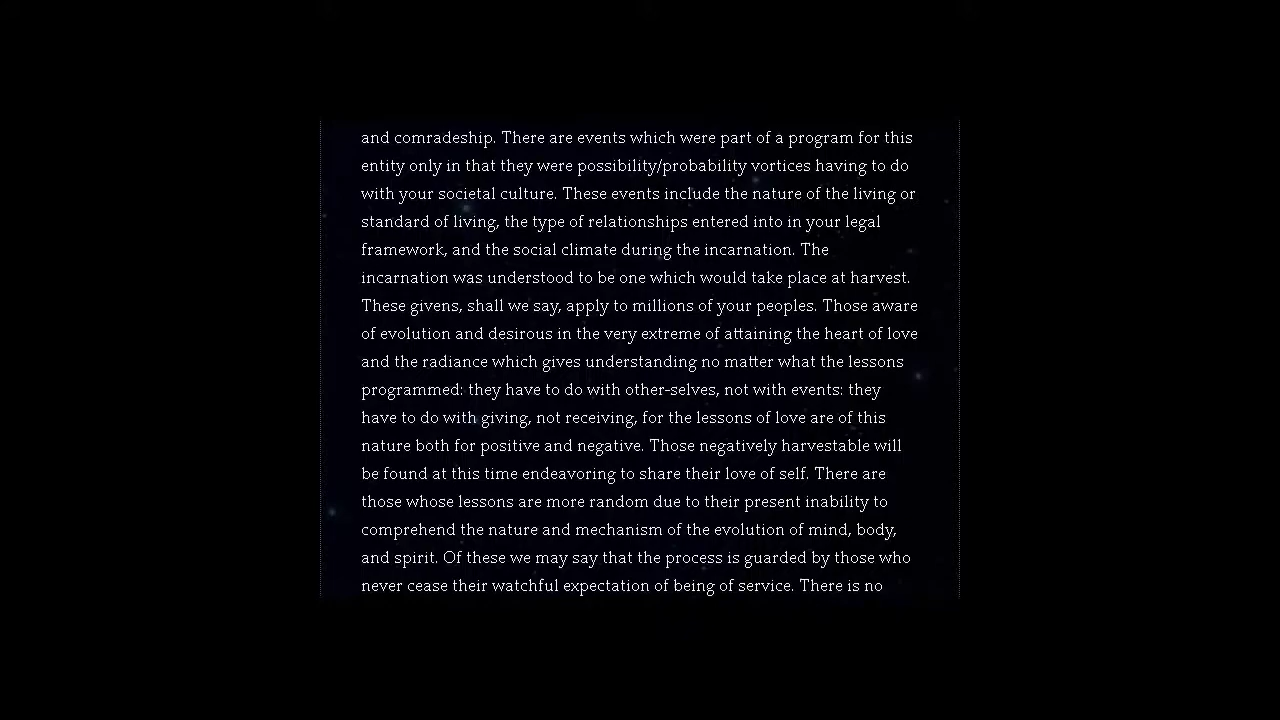 and comradeship. There are events which were part of a program for this
entity only in that they were possibility/probability vortices having to do
with your societal culture. These events include the nature of the living or
standard of living, the type of relationships entered into in your legal
framework, and the social climate during the incarnation. The
incarnation was understood to be one which would take place at harvest.
These givens, shall we say, apply to millions of your peoples. Those aware
of evolution and desirous in the very extreme of attaining the heart of love
and the radiance which gives understanding no matter what the lessons
programmed: they have to do with other-selves, not with events: they
have to do with giving, not receiving, for the lessons of love are of this
nature both for positive and negative. Those negatively harvestable will
be found at this time endeavoring to share their love of self. There are
those whose lessons are more random due to their present inability to
comprehend the nature and mechanism of the evolution of mind, body,
and spirit. Of these we may say that the process is guarded by those who
never cease their watchful expectation of being of service. There is no